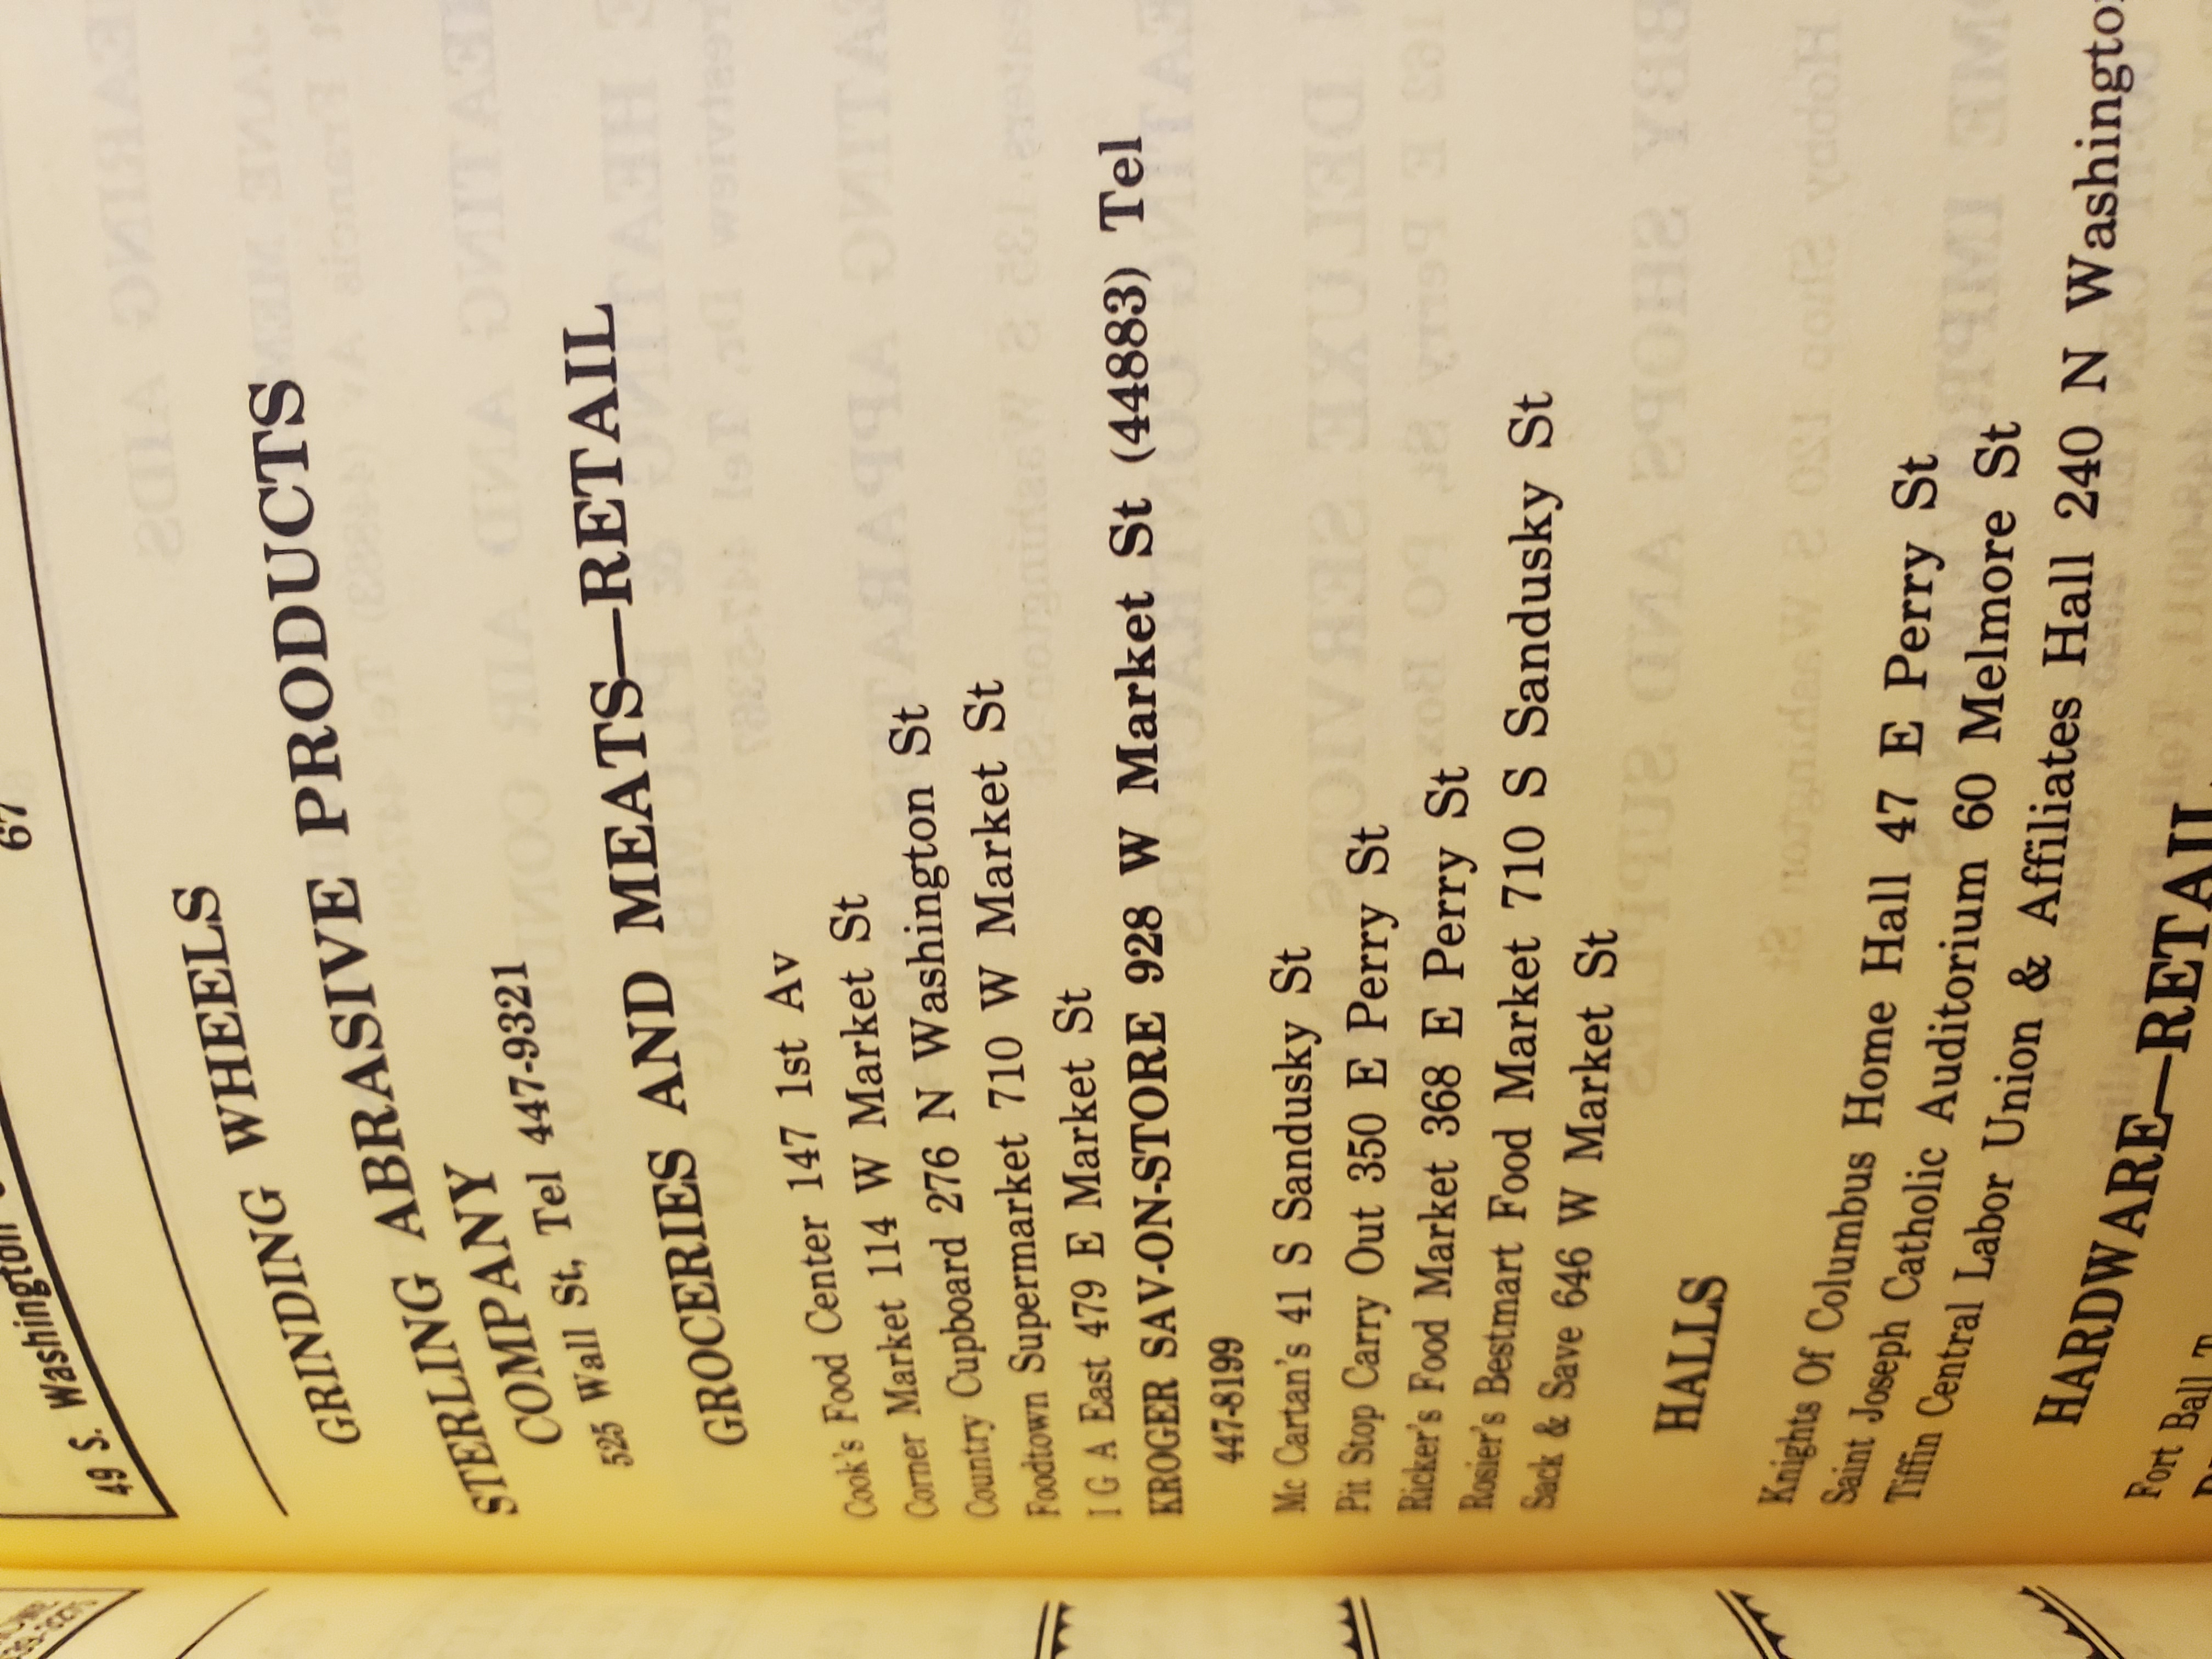 67
49 S. Washington
GRINDING WHEELS
STERLING ABRASIVE PRODUCTS
COMPANY
525 Wall St, Tel 447-9321
GROCERIES AND MEATS—RETAIL
Cook's Food Center 147 1st Av
Corner Market 114 W Market St
Country Cupboard 276 N Washington St
Foodtown Supermarket 710 W Market St
I G A East 479 E Market St
KROGER SAV-ON-STORE 928 W Market St (44883) Tel
447-8199
Mc Cartan's 41 S Sandusky St
Pit Stop Carry Out 350 E Perry St
Ricker's Food Market 368 E Perry St
Rosier's Bestmart Food Market 710 S Sandusky St
Sack & Save 646 W Market St
HALLS
Knights Of Columbus Home Hall 47 E Perry St
Saint Joseph Catholic Auditorium 60 Melmore St
Tiffin Central Labor Union & Affiliates Hall 240 N Washington
HARDWARE—RETAIL
Fort Ball